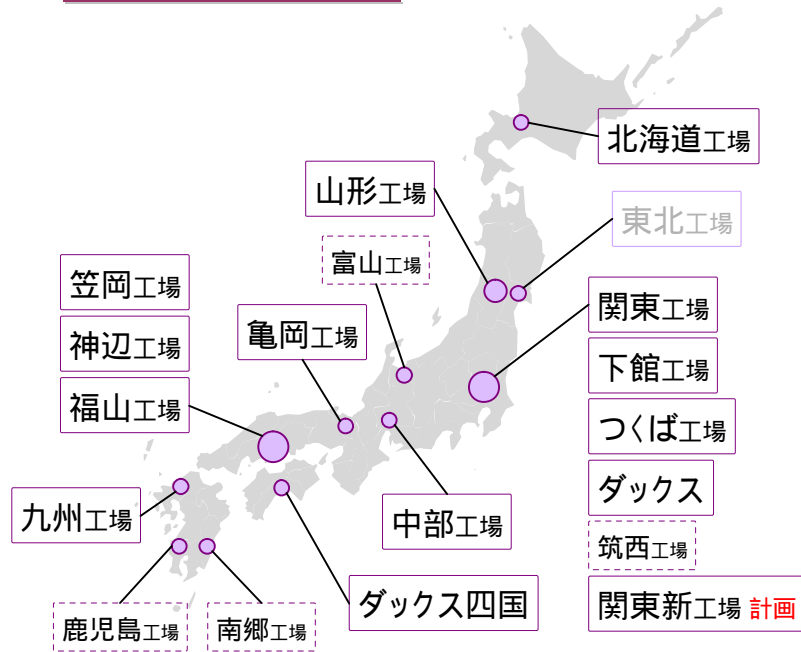 北海道工場
山形工場
東北工場
富山工場
笠岡工場
関東工場
亀岡工場
神辺工場
下館工場
福山工場
つくば工場
ダックス
九州工場
中部工場
筑西工場
ダックス四国
関東新工場 計画
鹿児島工場
南郷工場